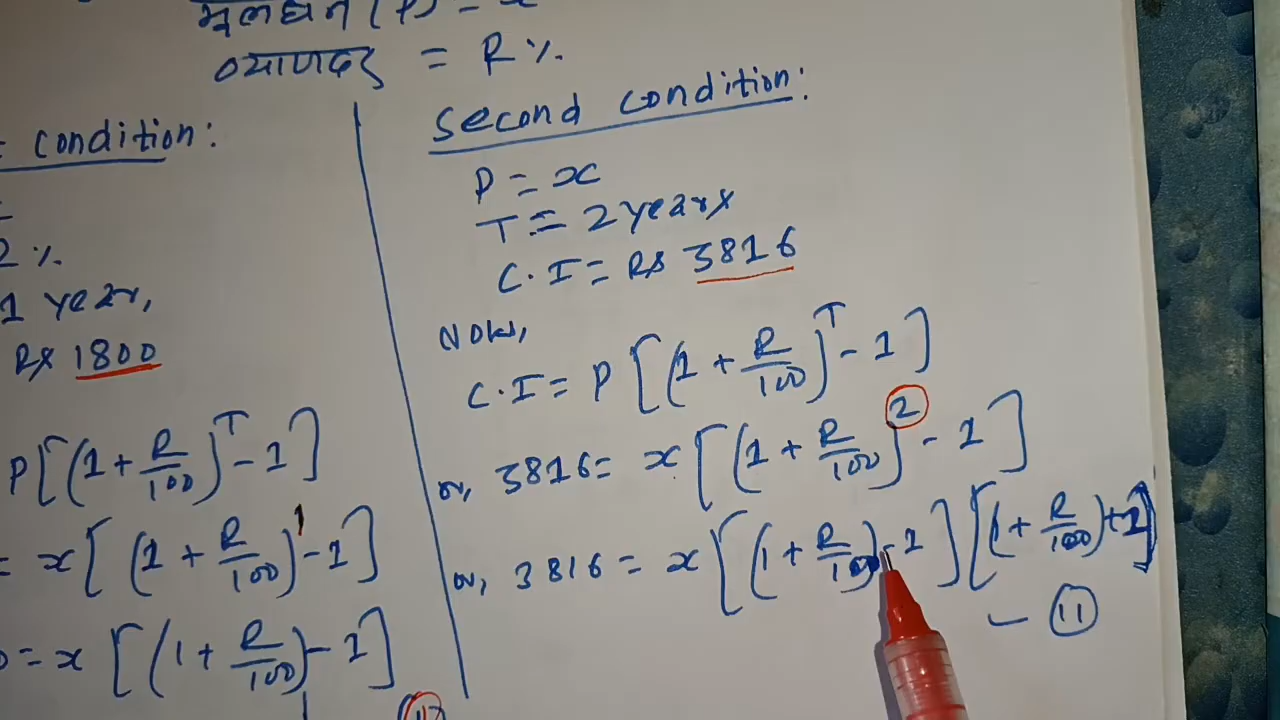 मूलधन (P) = x
व्याजदर = R %
condition:
2 %
1 year,
Rs 1800
P[(1 + R/100)^T - 1]
= x[(1 + R/100)^1 - 1]
0 = x[(1 + R/100) - 1]
Second condition:
P = x
T = 2 years
C.I = Rs 3816
Now,
C.I = P[(1 + R/100)^T - 1]
or, 3816 = x[(1 + R/100)^2 - 1]
or, 3816 = x[(1 + R/100) - 1][(1 + R/100) + 1]
— (11)